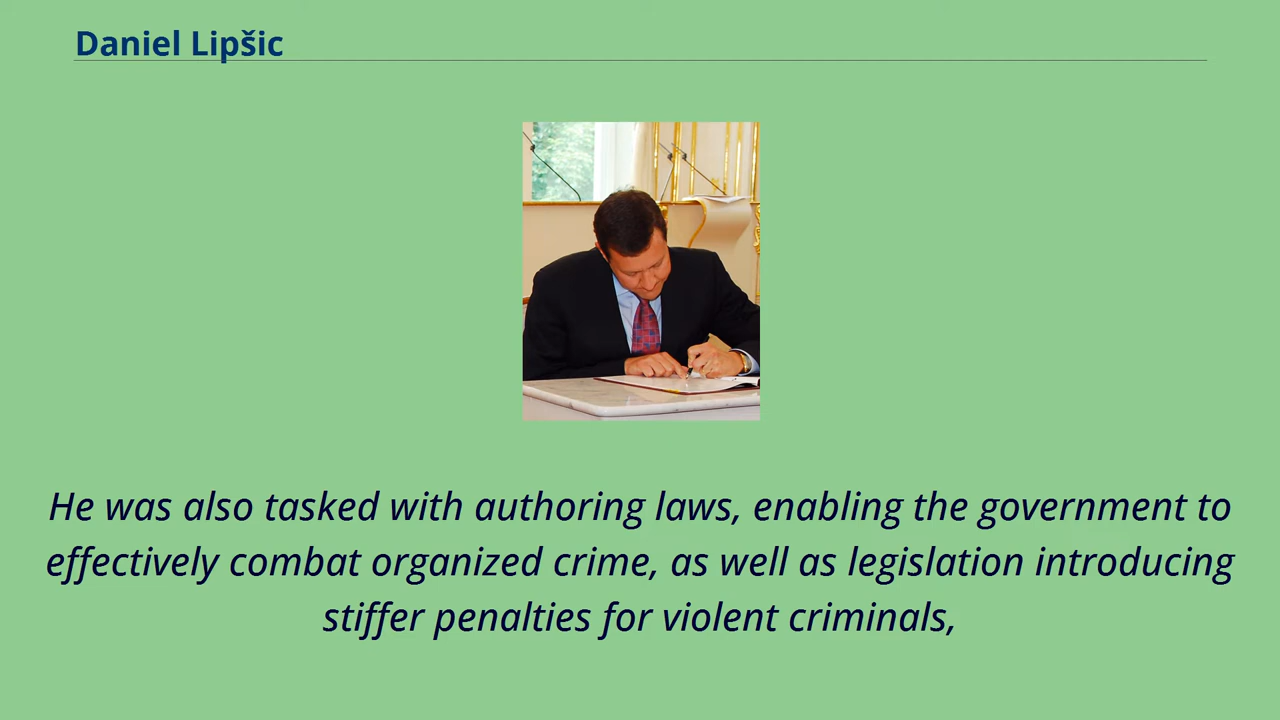 Daniel Lipšic
He was also tasked with authoring laws, enabling the government to
effectively combat organized crime, as well as legislation introducing
stiffer penalties for violent criminals,